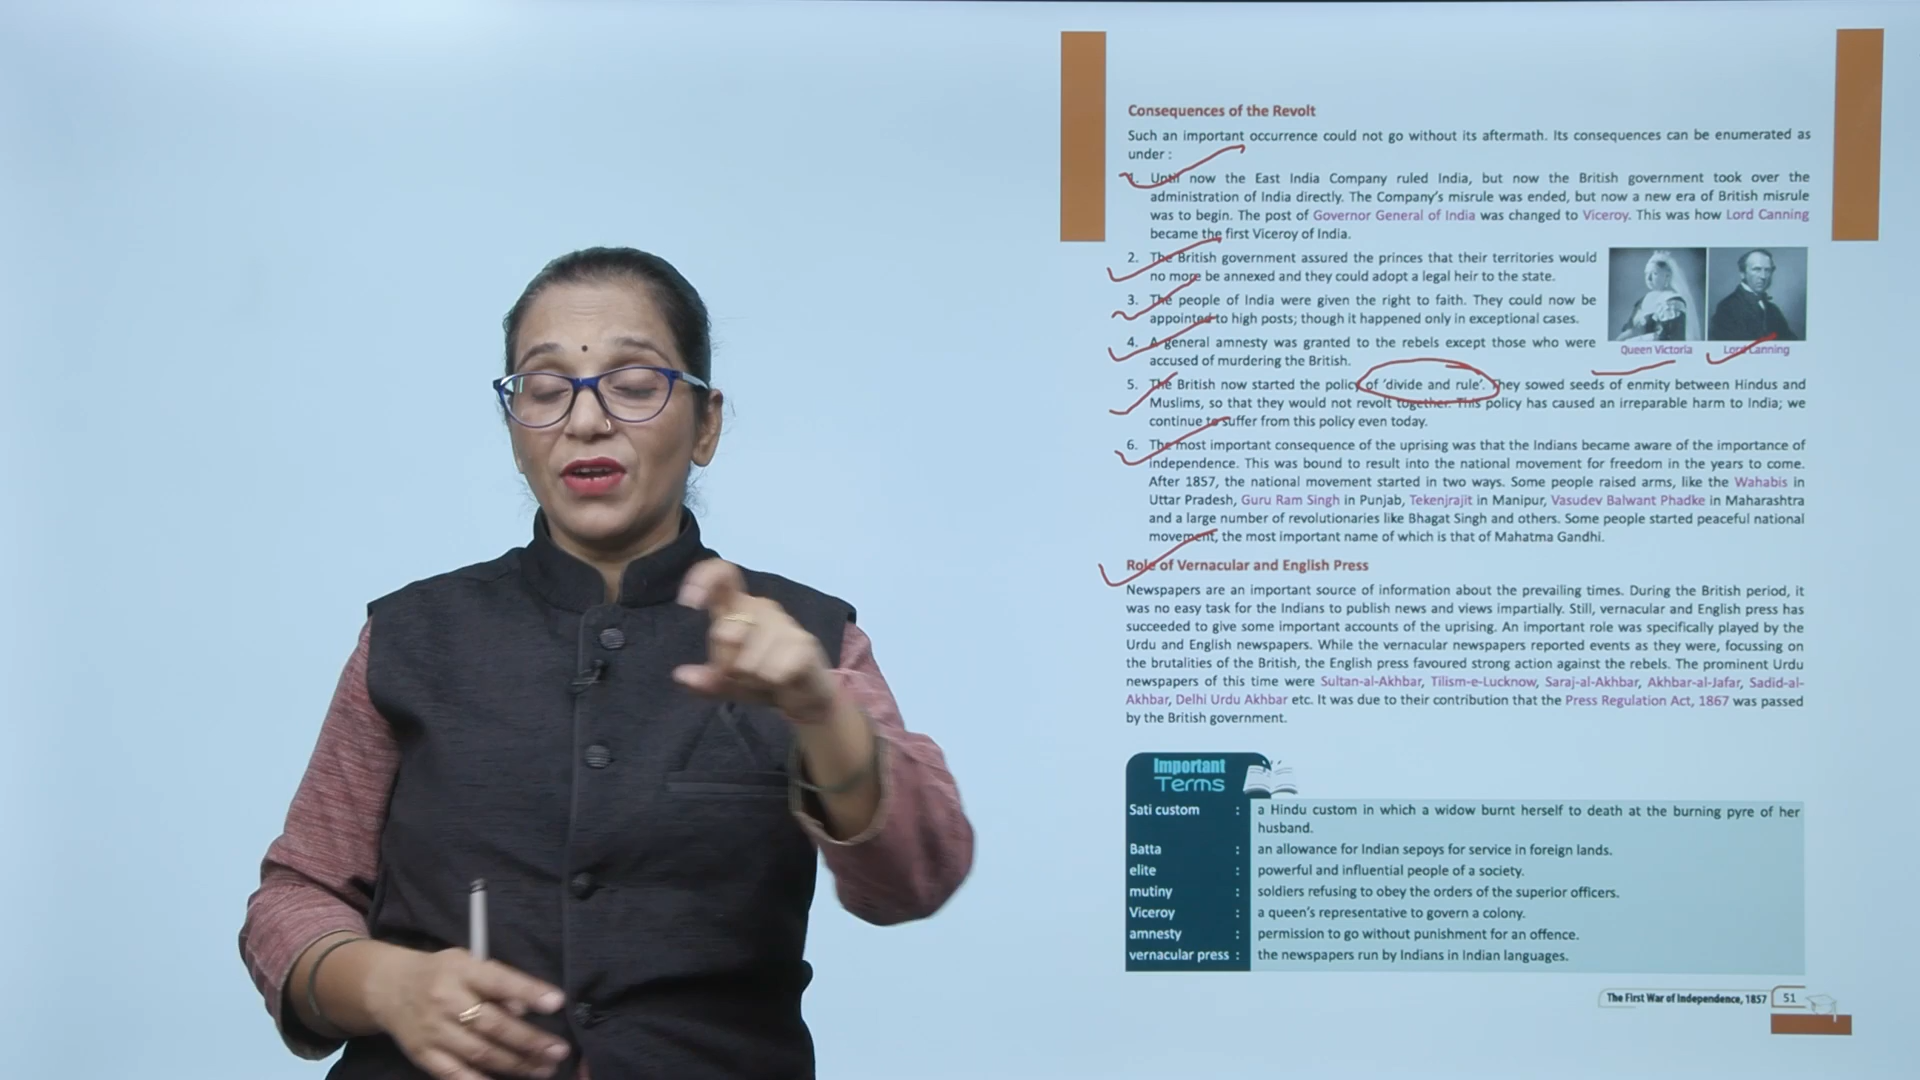 Consequences of the Revolt
Such an important occurrence could not go without its aftermath. Its consequences can be enumerated as
under :
1. Until now the East India Company ruled India, but now the British government took over the
administration of India directly. The Company's misrule was ended, but now a new era of British misrule
was to begin. The post of Governor General of India was changed to Viceroy. This was how Lord Canning
became the first Viceroy of India.
2. The British government assured the princes that their territories would
no more be annexed and they could adopt a legal heir to the state.
3. The people of India were given the right to faith. They could now be
appointed to high posts; though it happened only in exceptional cases.
4. A general amnesty was granted to the rebels except those who were
accused of murdering the British.
Queen Victoria Lord Canning
5. The British now started the policy of 'divide and rule'. They sowed seeds of enmity between Hindus and
Muslims, so that they would not revolt together. This policy has caused an irreparable harm to India; we
continue to suffer from this policy even today.
6. The most important consequence of the uprising was that the Indians became aware of the importance of
independence. This was bound to result into the national movement for freedom in the years to come.
After 1857, the national movement started in two ways. Some people raised arms, like the Wahabis in
Uttar Pradesh, Guru Ram Singh in Punjab, Tekenjrajit in Manipur, Vasudev Balwant Phadke in Maharashtra
and a large number of revolutionaries like Bhagat Singh and others. Some people started peaceful national
movement, the most important name of which is that of Mahatma Gandhi.
Role of Vernacular and English Press
Newspapers are an important source of information about the prevailing times. During the British period, it
was no easy task for the Indians to publish news and views impartially. Still, vernacular and English press has
succeeded to give some important accounts of the uprising. An important role was specifically played by the
Urdu and English newspapers. While the vernacular newspapers reported events as they were, focussing on
the brutalities of the British, the English press favoured strong action against the rebels. The prominent Urdu
newspapers of this time were Sultan-al-Akhbar, Tilism-e-Lucknow, Saraj-al-Akhbar, Akhbar-al-Jafar, Sadid-al-
Akhbar, Delhi Urdu Akhbar etc. It was due to their contribution that the Press Regulation Act, 1867 was passed
by the British government.
Important
Terms
Sati custom : a Hindu custom in which a widow burnt herself to death at the burning pyre of her
husband.
Batta : an allowance for Indian sepoys for service in foreign lands.
elite : powerful and influential people of a society.
mutiny : soldiers refusing to obey the orders of the superior officers.
Viceroy : a queen's representative to govern a colony.
amnesty : permission to go without punishment for an offence.
vernacular press : the newspapers run by Indians in Indian languages.
The First War of Independence, 1857 51